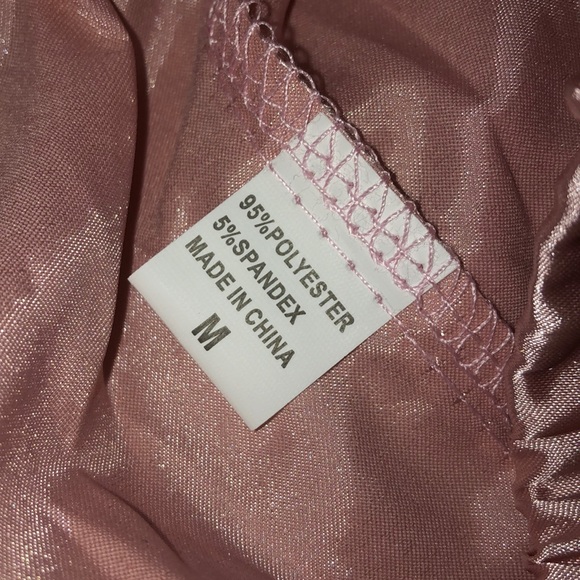 95%POLYESTER
5%SPANDEX
MADE IN CHINA
M